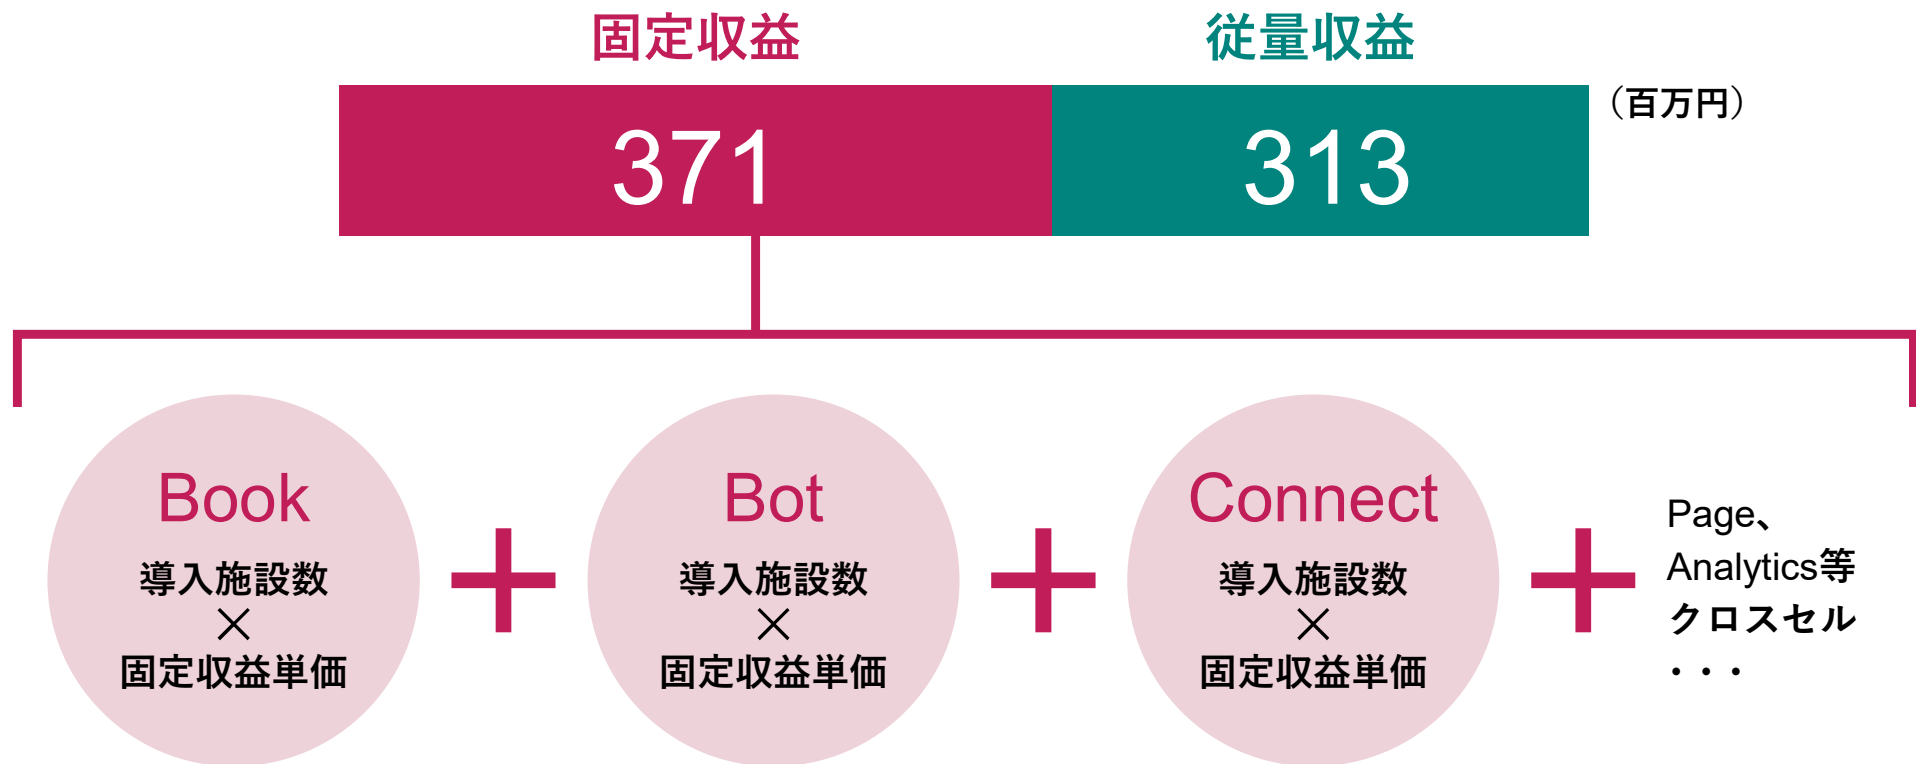 固定収益
従量収益
371
313
（百万円）
Book
導入施設数
×
固定収益単価
+
Bot
導入施設数
×
固定収益単価
+
Connect
導入施設数
×
固定収益単価
+
Page、
Analytics等
クロスセル
・・・